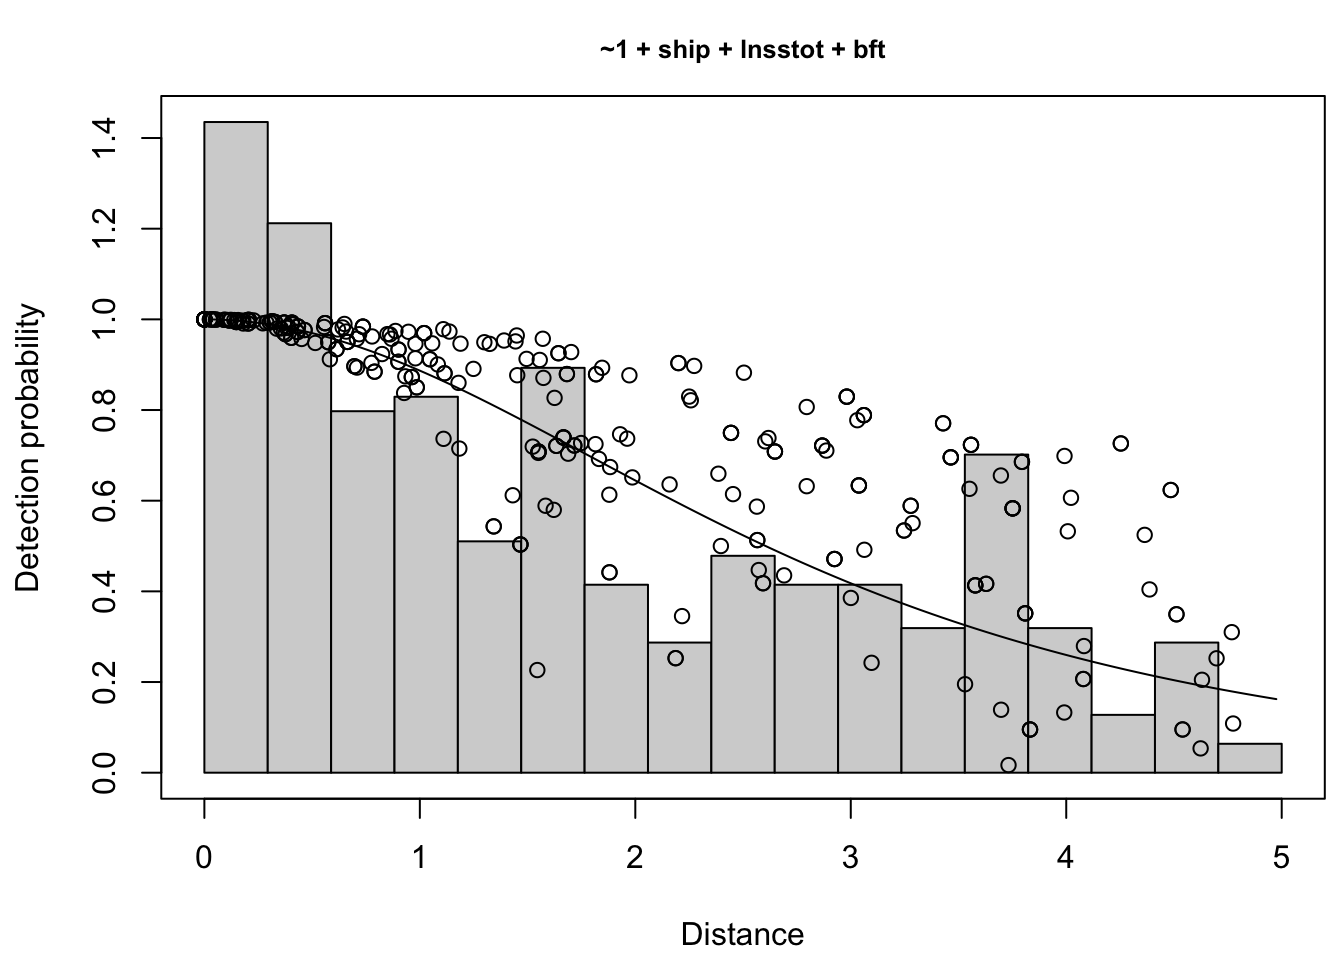 ~1 + ship + lnsstot + bft
Detection probability
1.4
1.2
1.0
0.8
0.6
0.4
0.2
0.0
0 1 2 3 4 5
Distance